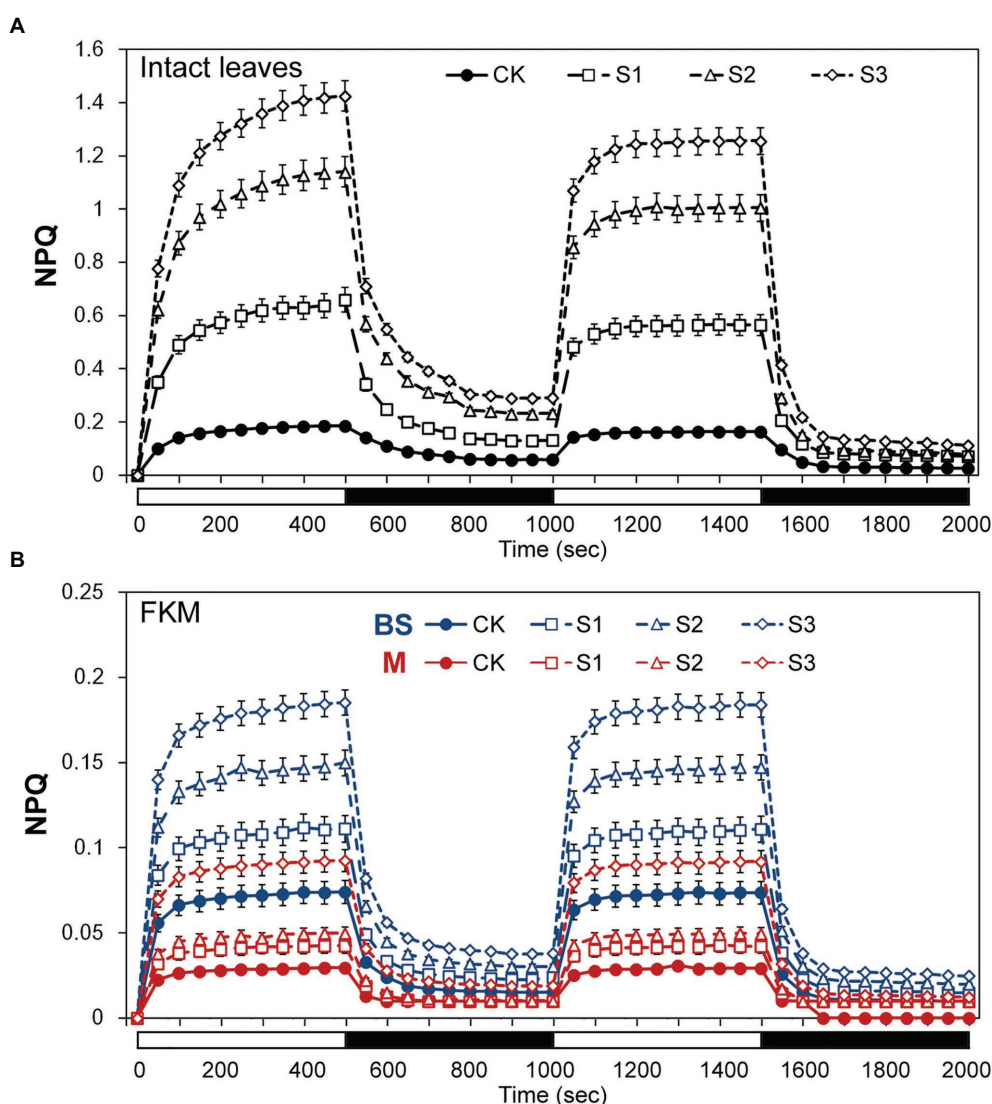 A
Intact leaves
CK S1 S2 S3
NPQ
1.6
1.4
1.2
1
0.8
0.6
0.4
0.2
0
0 200 400 600 800 1000 1200 1400 1600 1800 2000
Time (sec)
B
FKM
BS CK S1 S2 S3
M CK S1 S2 S3
NPQ
0.25
0.2
0.15
0.1
0.05
0
0 200 400 600 800 1000 1200 1400 1600 1800 2000
Time (sec)